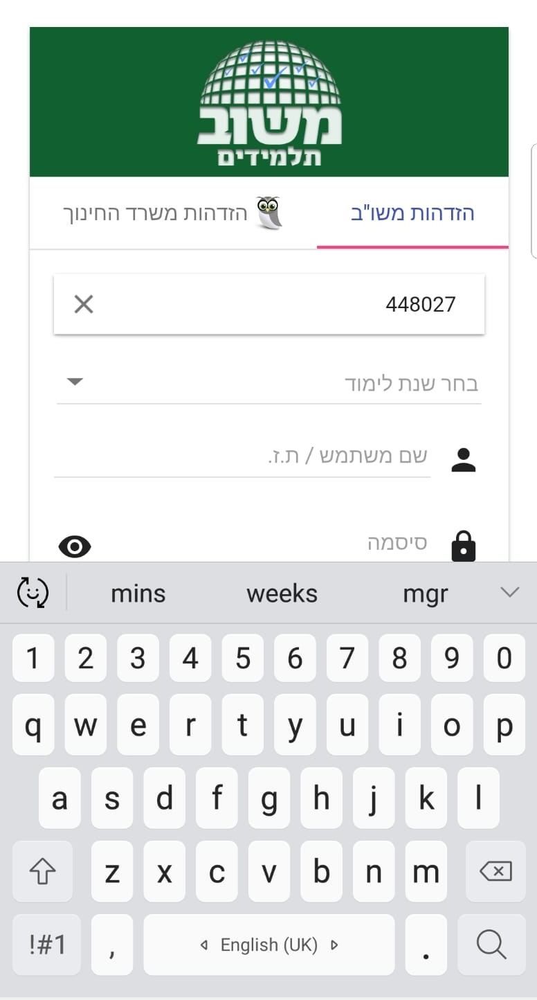 משוב
תלמידים
הזדהות משו"ב
הזדהות משרד החינוך
448027
בחר שנת לימוד
שם משתמש / ת.ז.
סיסמה
mins weeks mgr
1 2 3 4 5 6 7 8 9 0
q w e r t y u i o p
a s d f g h j k l
z x c v b n m
!#1 , English (UK) .